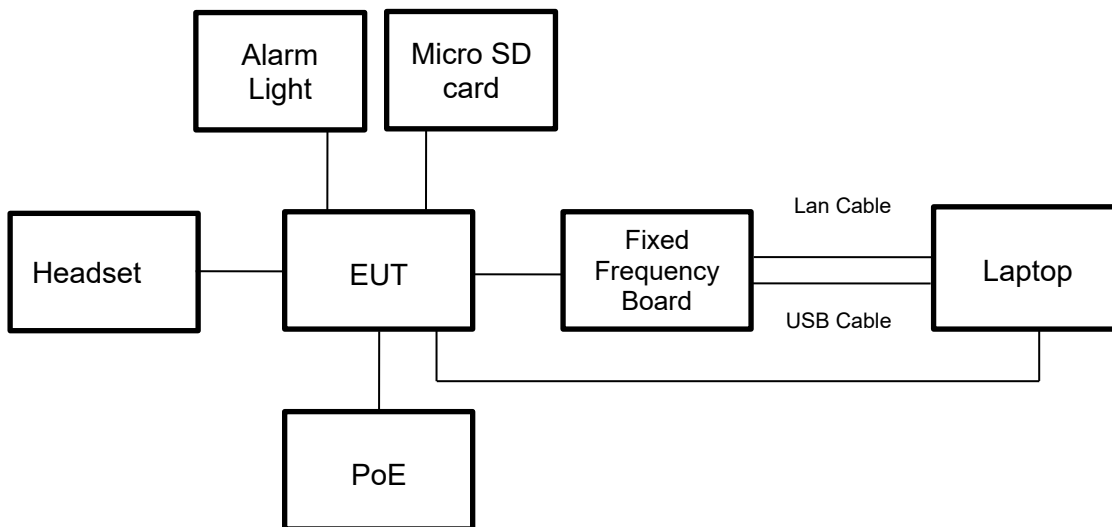 Alarm
Light
Micro SD
card
Headset
EUT
Fixed
Frequency
Board
Lan Cable
USB Cable
Laptop
PoE